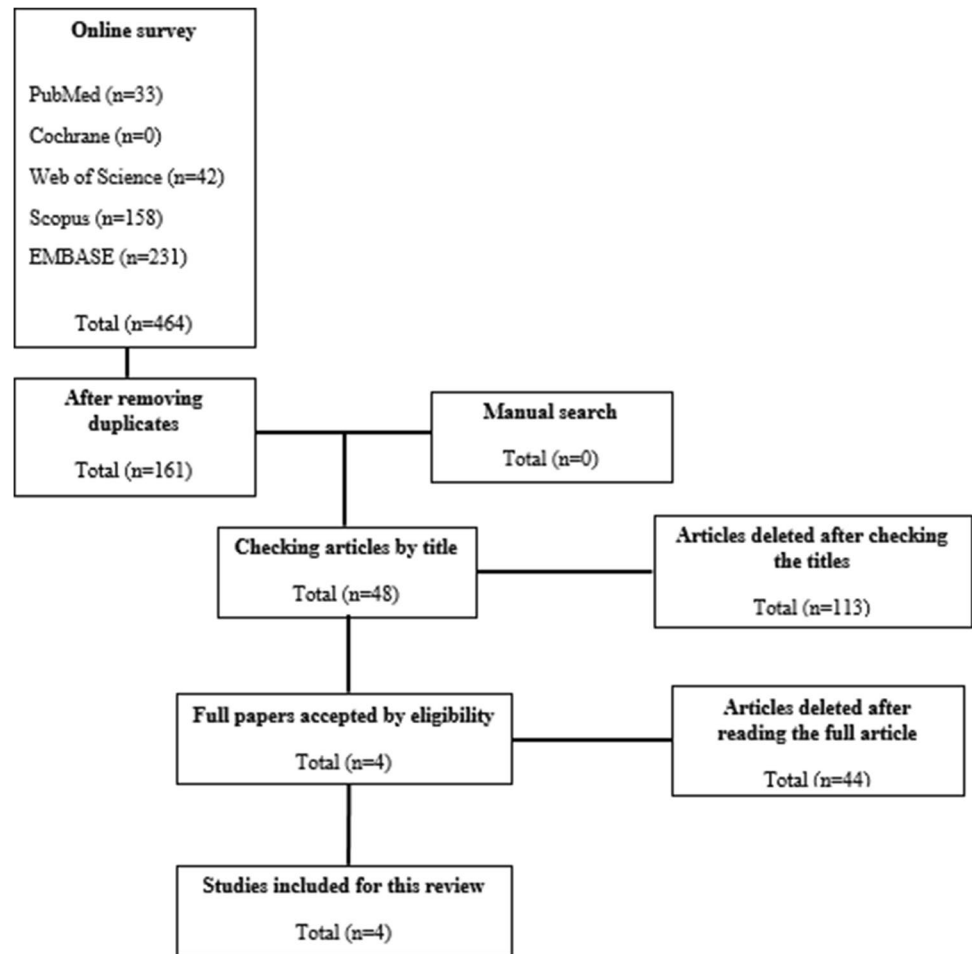 Online survey
PubMed (n=33)
Cochrane (n=0)
Web of Science (n=42)
Scopus (n=158)
EMBASE (n=231)
Total (n=464)
After removing
duplicates
Total (n=161)
Manual search
Total (n=0)
Checking articles by title
Total (n=48)
Articles deleted after checking
the titles
Total (n=113)
Full papers accepted by eligibility
Total (n=4)
Articles deleted after
reading the full article
Total (n=44)
Studies included for this review
Total (n=4)